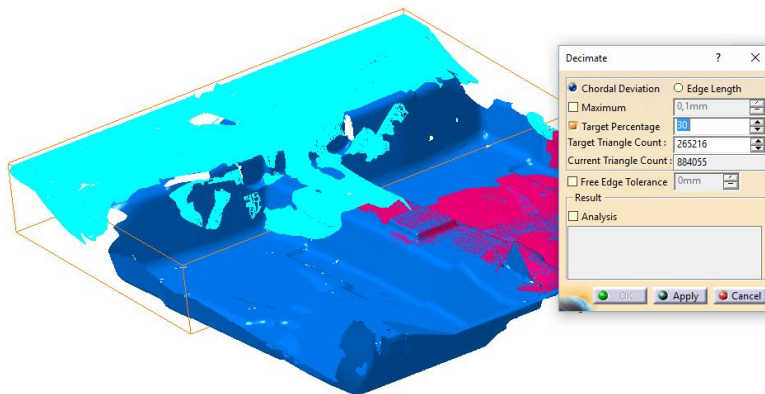 Decimate ? X
Chordal Deviation Edge Length
Maximum 0,1mm
Target Percentage 30
Target Triangle Count : 265216
Current Triangle Count : 884055
Free Edge Tolerance 0mm
Result
Analysis
OK Apply Cancel